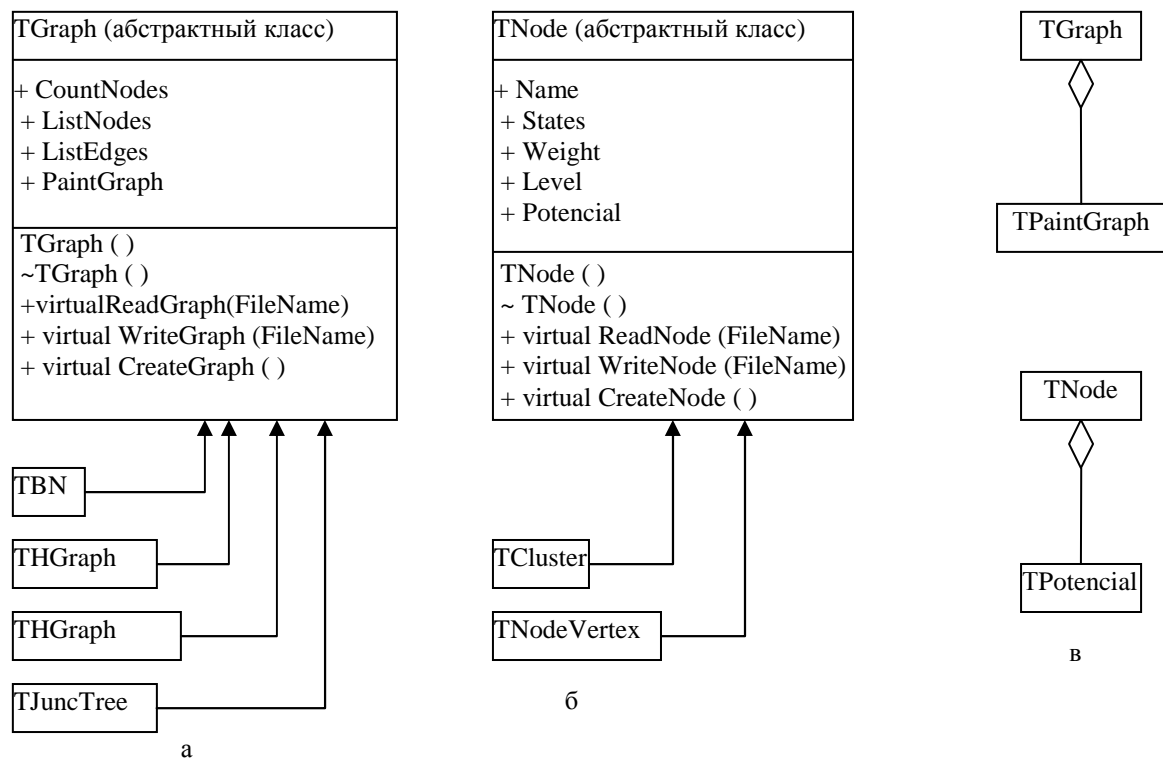 TGraph (абстрактный класс)
+ CountNodes
+ ListNodes
+ ListEdges
+ PaintGraph
TGraph ( )
~TGraph ( )
+virtualReadGraph(FileName)
+ virtual WriteGraph (FileName)
+ virtual CreateGraph ( )
TBN
THGraph
THGraph
TJuncTree
а
TNode (абстрактный класс)
+ Name
+ States
+ Weight
+ Level
+ Potencial
TNode ( )
~ TNode ( )
+ virtual ReadNode (FileName)
+ virtual WriteNode (FileName)
+ virtual CreateNode ( )
TCluster
TNodeVertex
б
TGraph
TPaintGraph
TNode
TPotencial
в